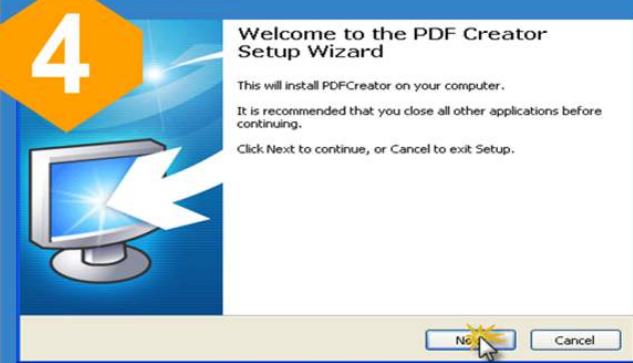 4
Welcome to the PDF Creator
Setup Wizard
This will install PDFCreator on your computer.
It is recommended that you close all other applications before
continuing.
Click Next to continue, or Cancel to exit Setup.
Cancel